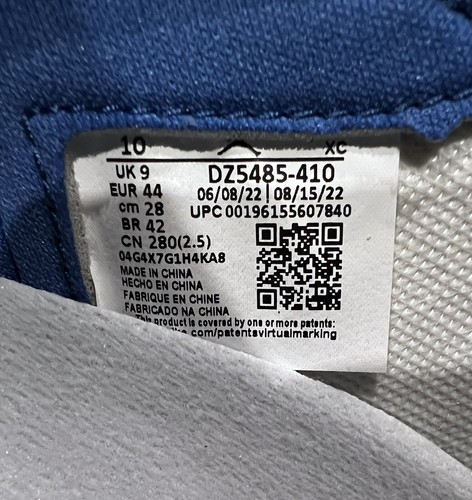 10 XC
UK 9 DZ5485-410
EUR 44 06/08/22 | 08/15/22
cm 28 UPC 00196155607840
BR 42
CN 280(2.5)
04G4X7G1H4KA8
MADE IN CHINA
HECHO EN CHINA
FABRIQUE EN CHINE
FABRICADO NA CHINA
This product is covered by one or more patents:
.com/patentsvirtualmarking